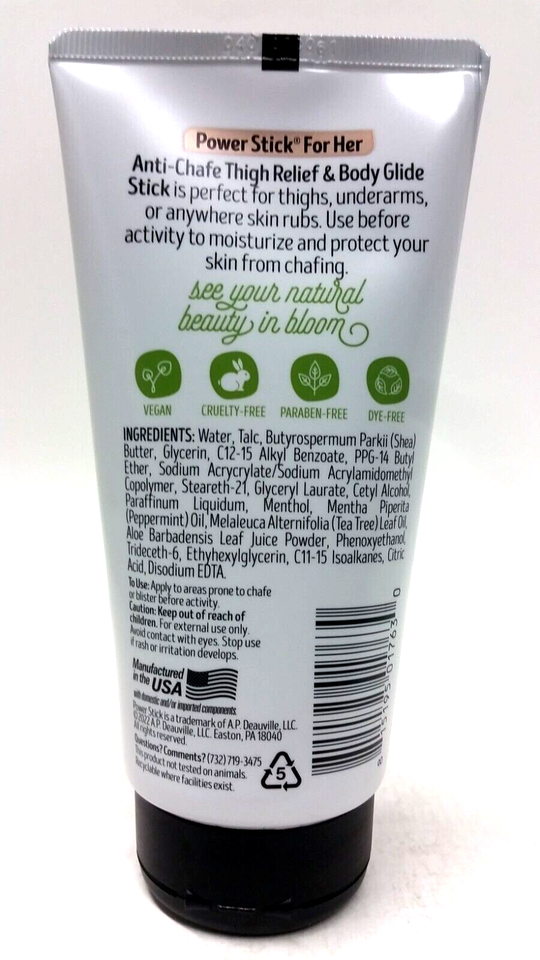 Power Stick® For Her
Anti-Chafe Thigh Relief & Body Glide
Stick is perfect for thighs, underarms,
or anywhere skin rubs. Use before
activity to moisturize and protect your
skin from chafing.
see your natural
beauty in bloom
VEGAN
CRUELTY-FREE
PARABEN-FREE
DYE-FREE
INGREDIENTS: Water, Talc, Butyrospermum Parkii (Shea)
Butter, Glycerin, C12-15 Alkyl Benzoate, PPG-14 Butyl
Ether, Sodium Acrycrylate/Sodium Acrylamidomethyl
Copolymer, Steareth-21, Glyceryl Laurate, Cetyl Alcohol,
Paraffinum Liquidum, Menthol, Mentha Piperita
(Peppermint) Oil, Melaleuca Alternifolia (Tea Tree) Leaf Oil,
Aloe Barbadensis Leaf Juice Powder, Phenoxyethanol,
Trideceth-6, Ethyhexylglycerin, C11-15 Isoalkanes, Citric
Acid, Disodium EDTA.
To Use: Apply to areas prone to chafe
or blister before activity.
Caution: Keep out of reach of
children. For external use only.
Avoid contact with eyes. Stop use
if rash or irritation develops.
Manufactured
in the USA
with domestic and/or imported components.
Power Stick is a trademark of A.P. Deauville, LLC.
©2022 A.P. Deauville, LLC. Easton, PA 18040
All rights reserved.
Questions? Comments? (732) 719-3475
This product not tested on animals.
Recyclable where facilities exist.
5
8 15195 01763 0